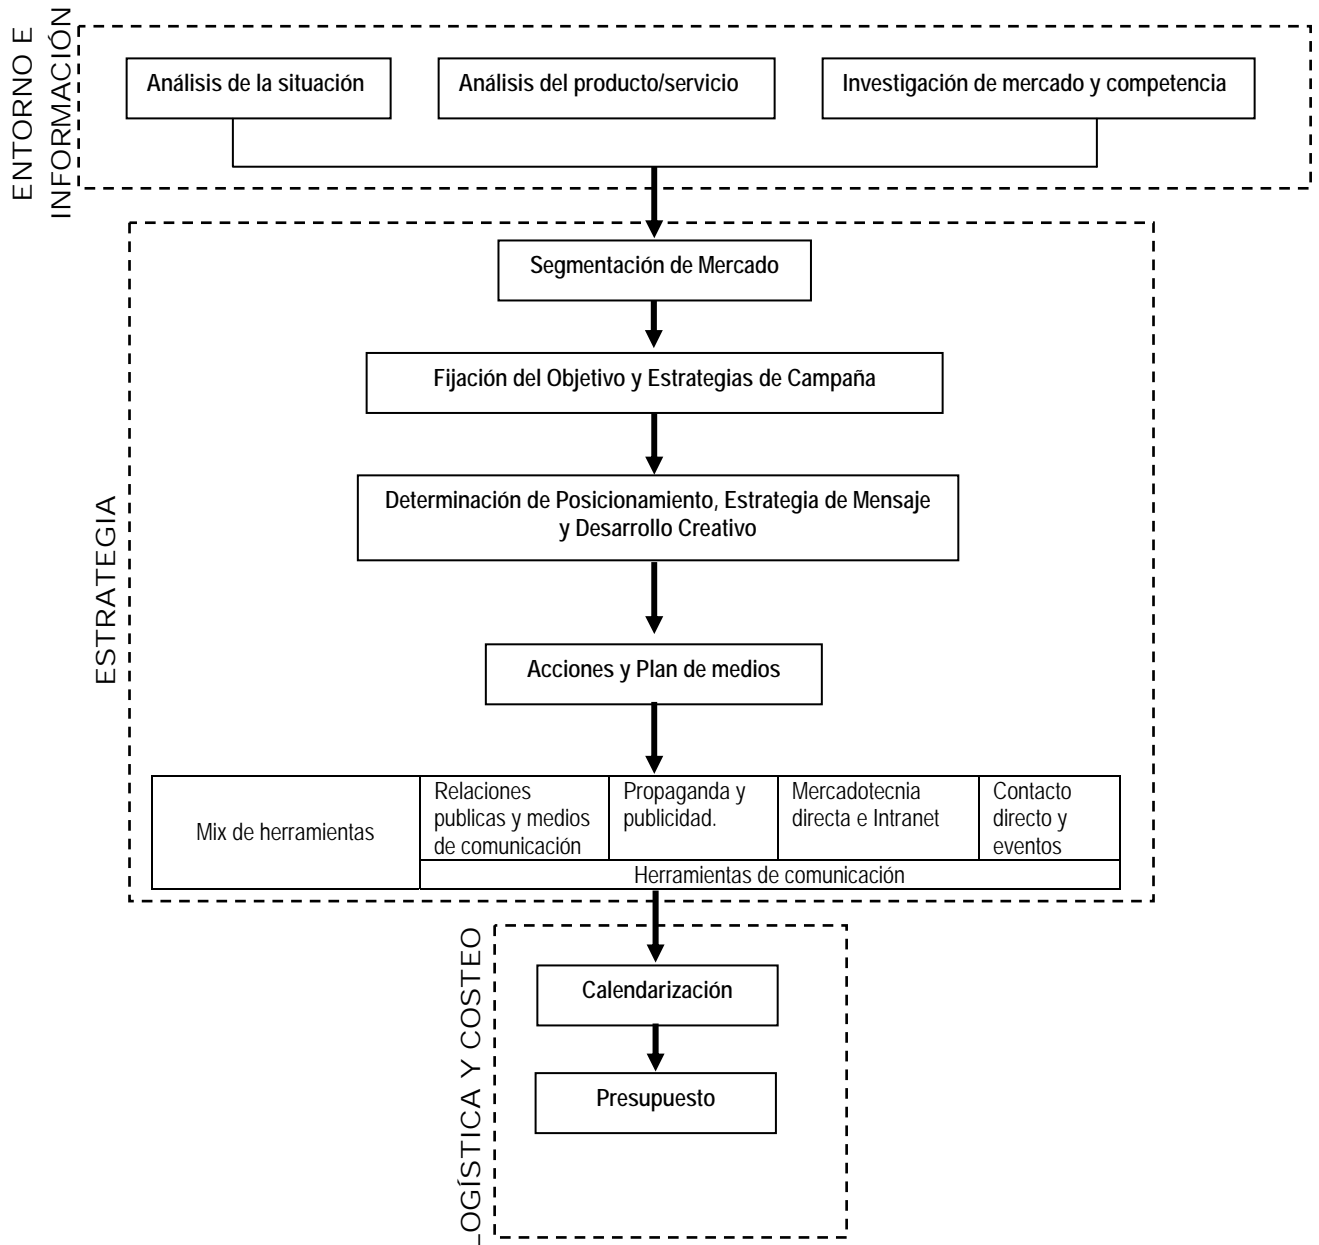 ENTORNO E
INFORMACIÓN
Análisis de la situación
Análisis del producto/servicio
Investigación de mercado y competencia
ESTRATEGIA
Segmentación de Mercado
Fijación del Objetivo y Estrategias de Campaña
Determinación de Posicionamiento, Estrategia de Mensaje
y Desarrollo Creativo
Acciones y Plan de medios
Mix de herramientas
Relaciones
publicas y medios
de comunicación
Propaganda y
publicidad.
Mercadotecnia
directa e Intranet
Contacto
directo y
eventos
Herramientas de comunicación
LOGÍSTICA Y COSTEO
Calendarización
Presupuesto